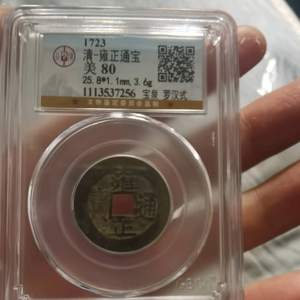 1723
清-雍正通宝
美 80
25.8*1.1mm,3.6g
1113537256 宝泉 罗汉式
雍
通
正